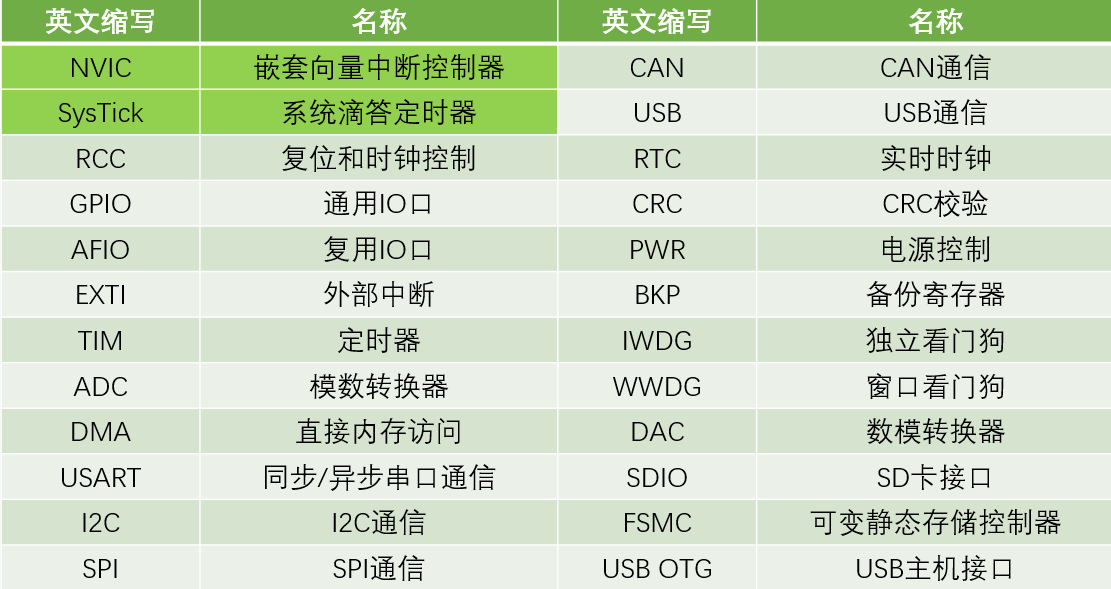 英文缩写 名称 英文缩写 名称
NVIC 嵌套向量中断控制器 CAN CAN通信
SysTick 系统滴答定时器 USB USB通信
RCC 复位和时钟控制 RTC 实时时钟
GPIO 通用IO口 CRC CRC校验
AFIO 复用IO口 PWR 电源控制
EXTI 外部中断 BKP 备份寄存器
TIM 定时器 IWDG 独立看门狗
ADC 模数转换器 WWDG 窗口看门狗
DMA 直接内存访问 DAC 数模转换器
USART 同步/异步串口通信 SDIO SD卡接口
I2C I2C通信 FSMC 可变静态存储控制器
SPI SPI通信 USB OTG USB主机接口